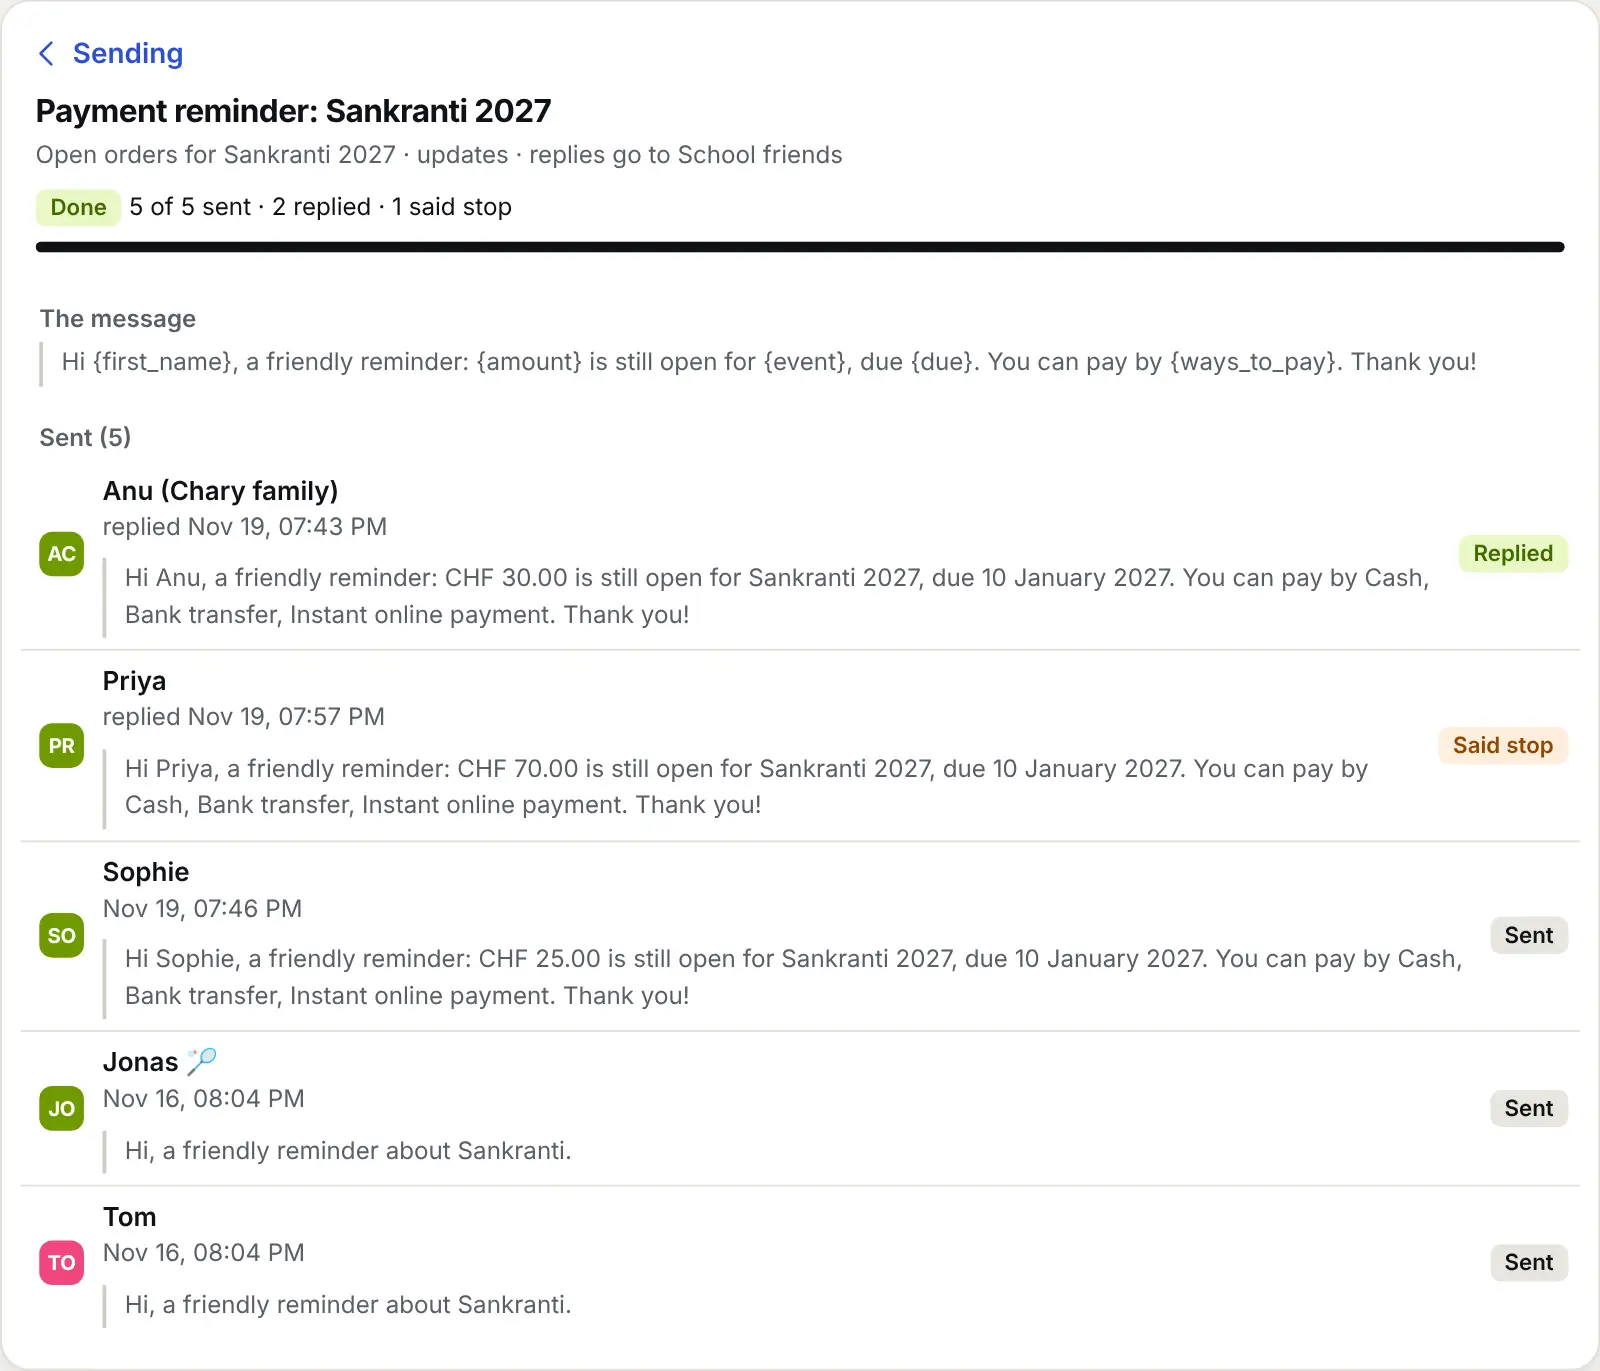 Sending
Payment reminder: Sankranti 2027
Open orders for Sankranti 2027 · updates · replies go to School friends
Done 5 of 5 sent · 2 replied · 1 said stop
The message
Hi {first_name}, a friendly reminder: {amount} is still open for {event}, due {due}. You can pay by {ways_to_pay}. Thank you!
Sent (5)
Anu (Chary family)
replied Nov 19, 07:43 PM
AC
Replied
Hi Anu, a friendly reminder: CHF 30.00 is still open for Sankranti 2027, due 10 January 2027. You can pay by Cash,
Bank transfer, Instant online payment. Thank you!
Priya
replied Nov 19, 07:57 PM
PR
Said stop
Hi Priya, a friendly reminder: CHF 70.00 is still open for Sankranti 2027, due 10 January 2027. You can pay by
Cash, Bank transfer, Instant online payment. Thank you!
Sophie
Nov 19, 07:46 PM
SO
Sent
Hi Sophie, a friendly reminder: CHF 25.00 is still open for Sankranti 2027, due 10 January 2027. You can pay by Cash,
Bank transfer, Instant online payment. Thank you!
Jonas 🏸
Nov 16, 08:04 PM
JO
Sent
Hi, a friendly reminder about Sankranti.
Tom
Nov 16, 08:04 PM
TO
Sent
Hi, a friendly reminder about Sankranti.